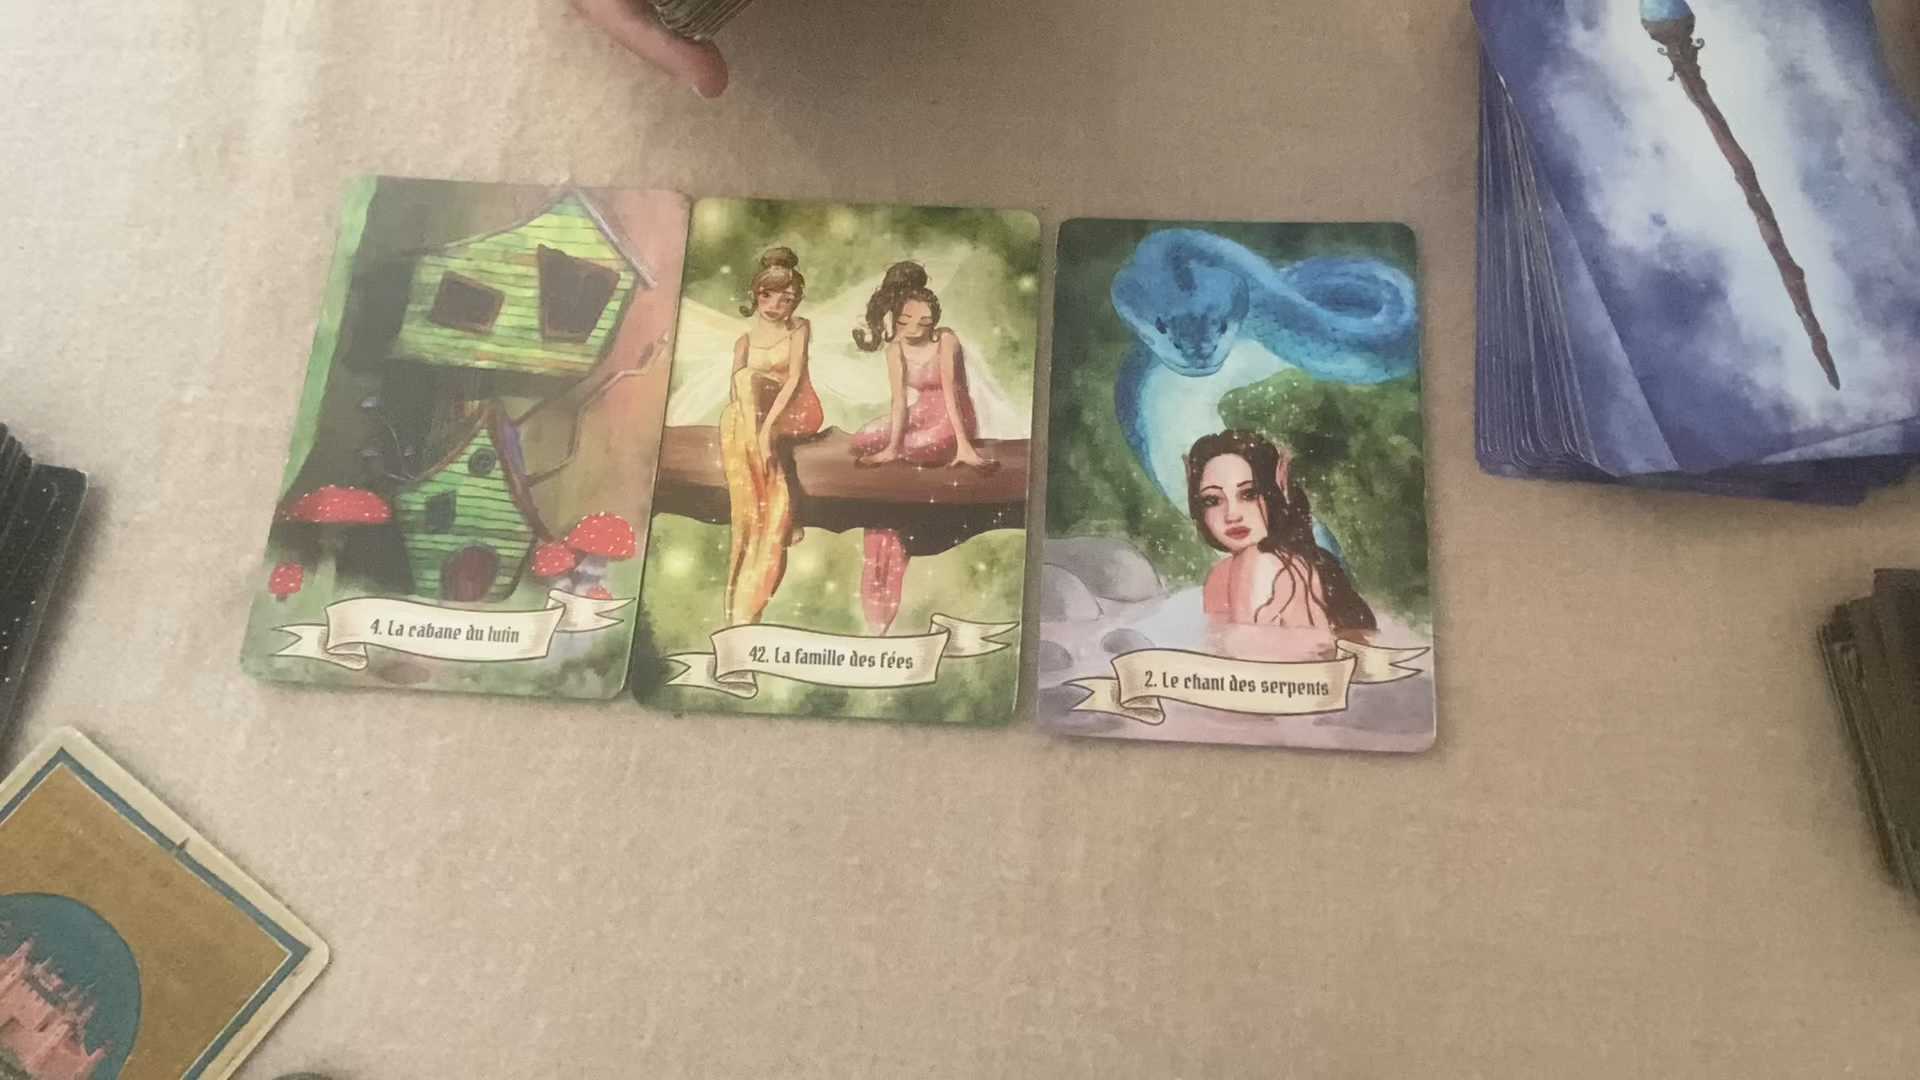 4. La cabane du lutin
42. La famille des fées
2. Le chant des serpents